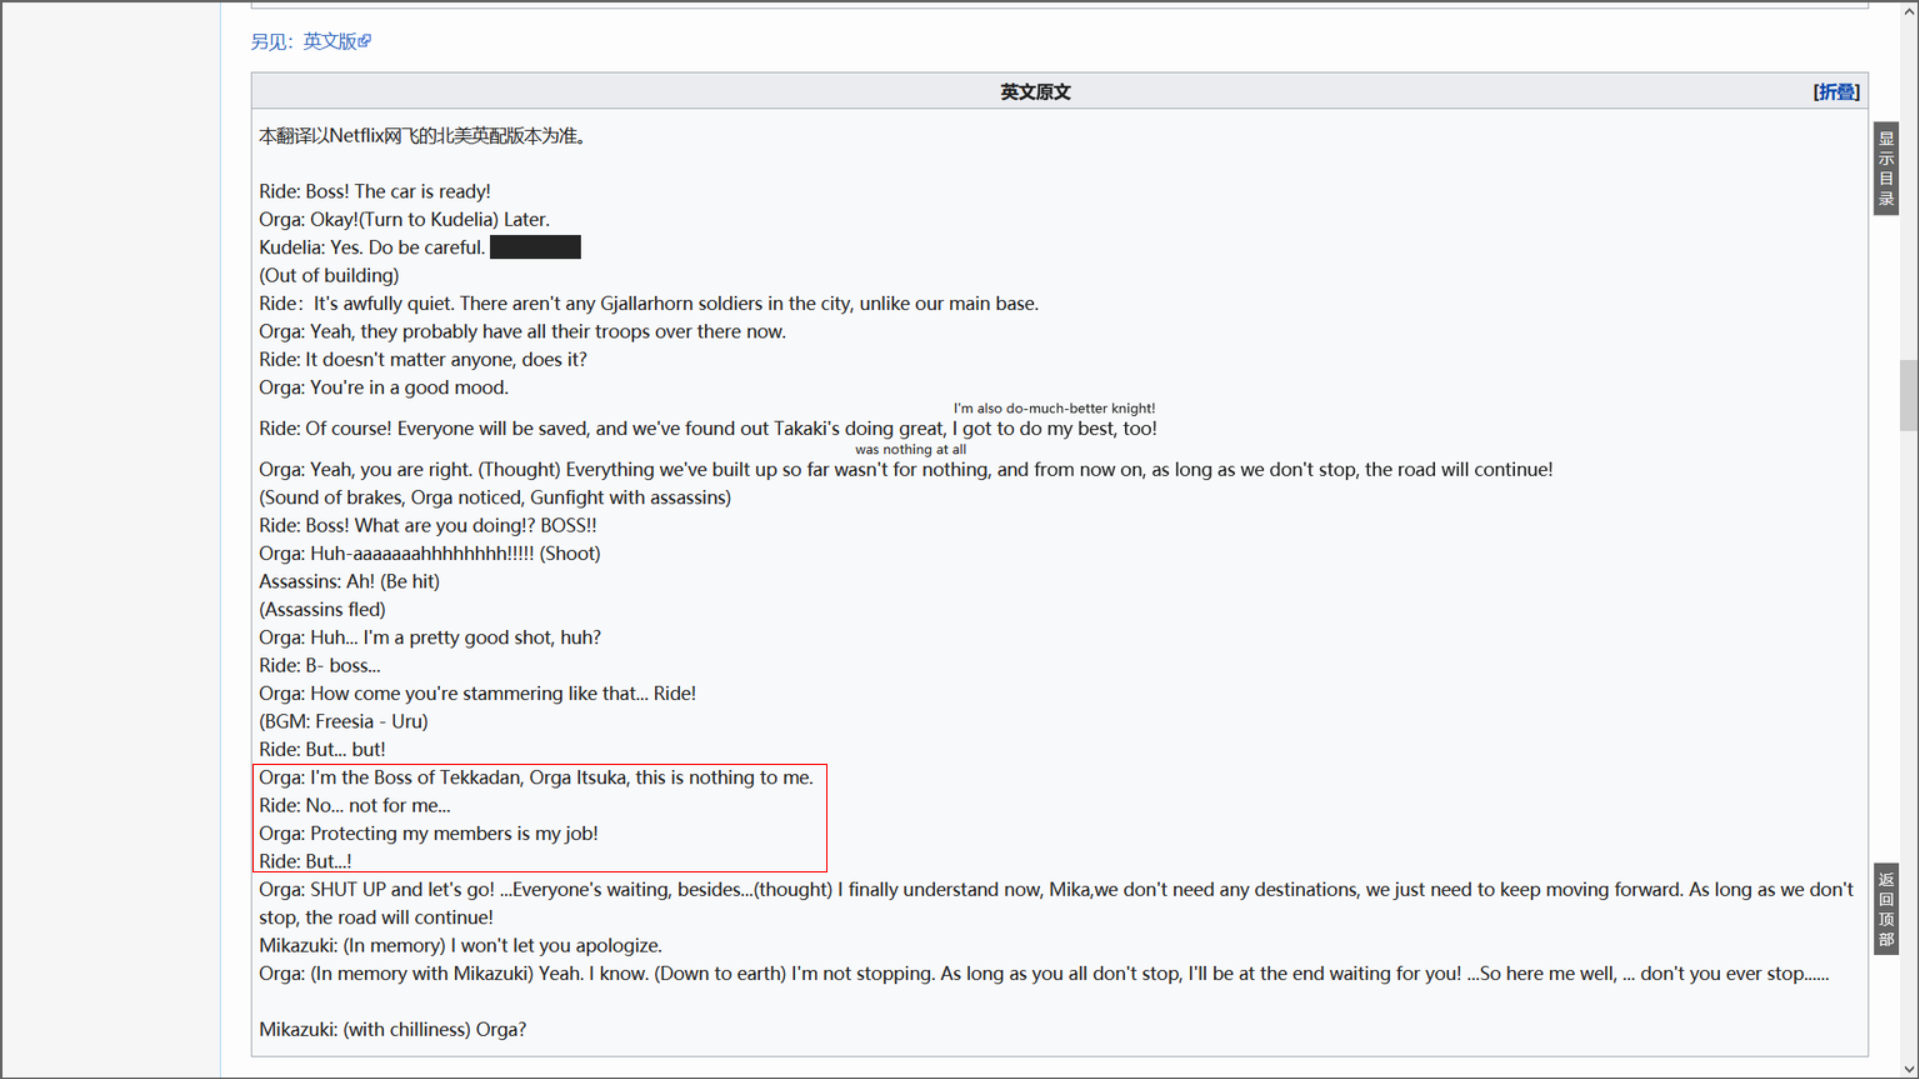 另见：英文版
英文原文
[折叠]
本翻译以Netflix网飞的北美英配版本为准。
Ride: Boss! The car is ready!
Orga: Okay!(Turn to Kudelia) Later.
Kudelia: Yes. Do be careful.
(Out of building)
Ride：It's awfully quiet. There aren't any Gjallarhorn soldiers in the city, unlike our main base.
Orga: Yeah, they probably have all their troops over there now.
Ride: It doesn't matter anyone, does it?
Orga: You're in a good mood.
I'm also do-much-better knight!
Ride: Of course! Everyone will be saved, and we've found out Takaki's doing great, I got to do my best, too!
was nothing at all
Orga: Yeah, you are right. (Thought) Everything we've built up so far wasn't for nothing, and from now on, as long as we don't stop, the road will continue!
(Sound of brakes, Orga noticed, Gunfight with assassins)
Ride: Boss! What are you doing!? BOSS!!
Orga: Huh-aaaaaaahhhhhhhh!!!!! (Shoot)
Assassins: Ah! (Be hit)
(Assassins fled)
Orga: Huh... I'm a pretty good shot, huh?
Ride: B- boss...
Orga: How come you're stammering like that... Ride!
(BGM: Freesia - Uru)
Ride: But... but!
Orga: I'm the Boss of Tekkadan, Orga Itsuka, this is nothing to me.
Ride: No... not for me...
Orga: Protecting my members is my job!
Ride: But...!
Orga: SHUT UP and let's go! ...Everyone's waiting, besides...(thought) I finally understand now, Mika,we don't need any destinations, we just need to keep moving forward. As long as we don't
stop, the road will continue!
Mikazuki: (In memory) I won't let you apologize.
Orga: (In memory with Mikazuki) Yeah. I know. (Down to earth) I'm not stopping. As long as you all don't stop, I'll be at the end waiting for you! ...So here me well, ... don't you ever stop......
Mikazuki: (with chilliness) Orga?
显示目录
返回顶部